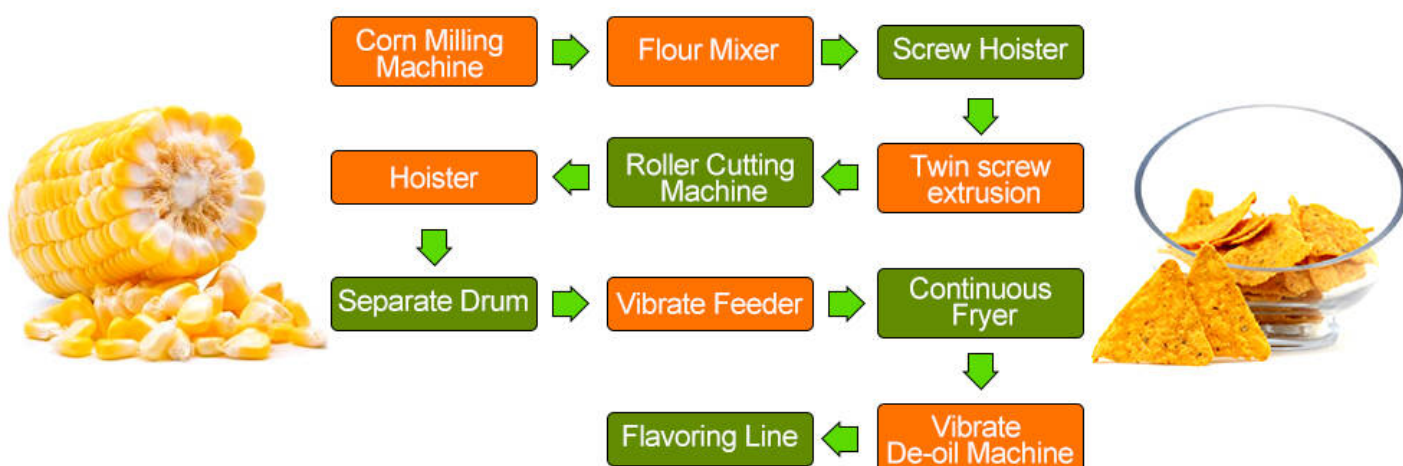 Corn Milling
Machine
Flour Mixer
Screw Hoister
Twin screw
extrusion
Roller Cutting
Machine
Hoister
Separate Drum
Vibrate Feeder
Continuous
Fryer
Vibrate
De-oil Machine
Flavoring Line